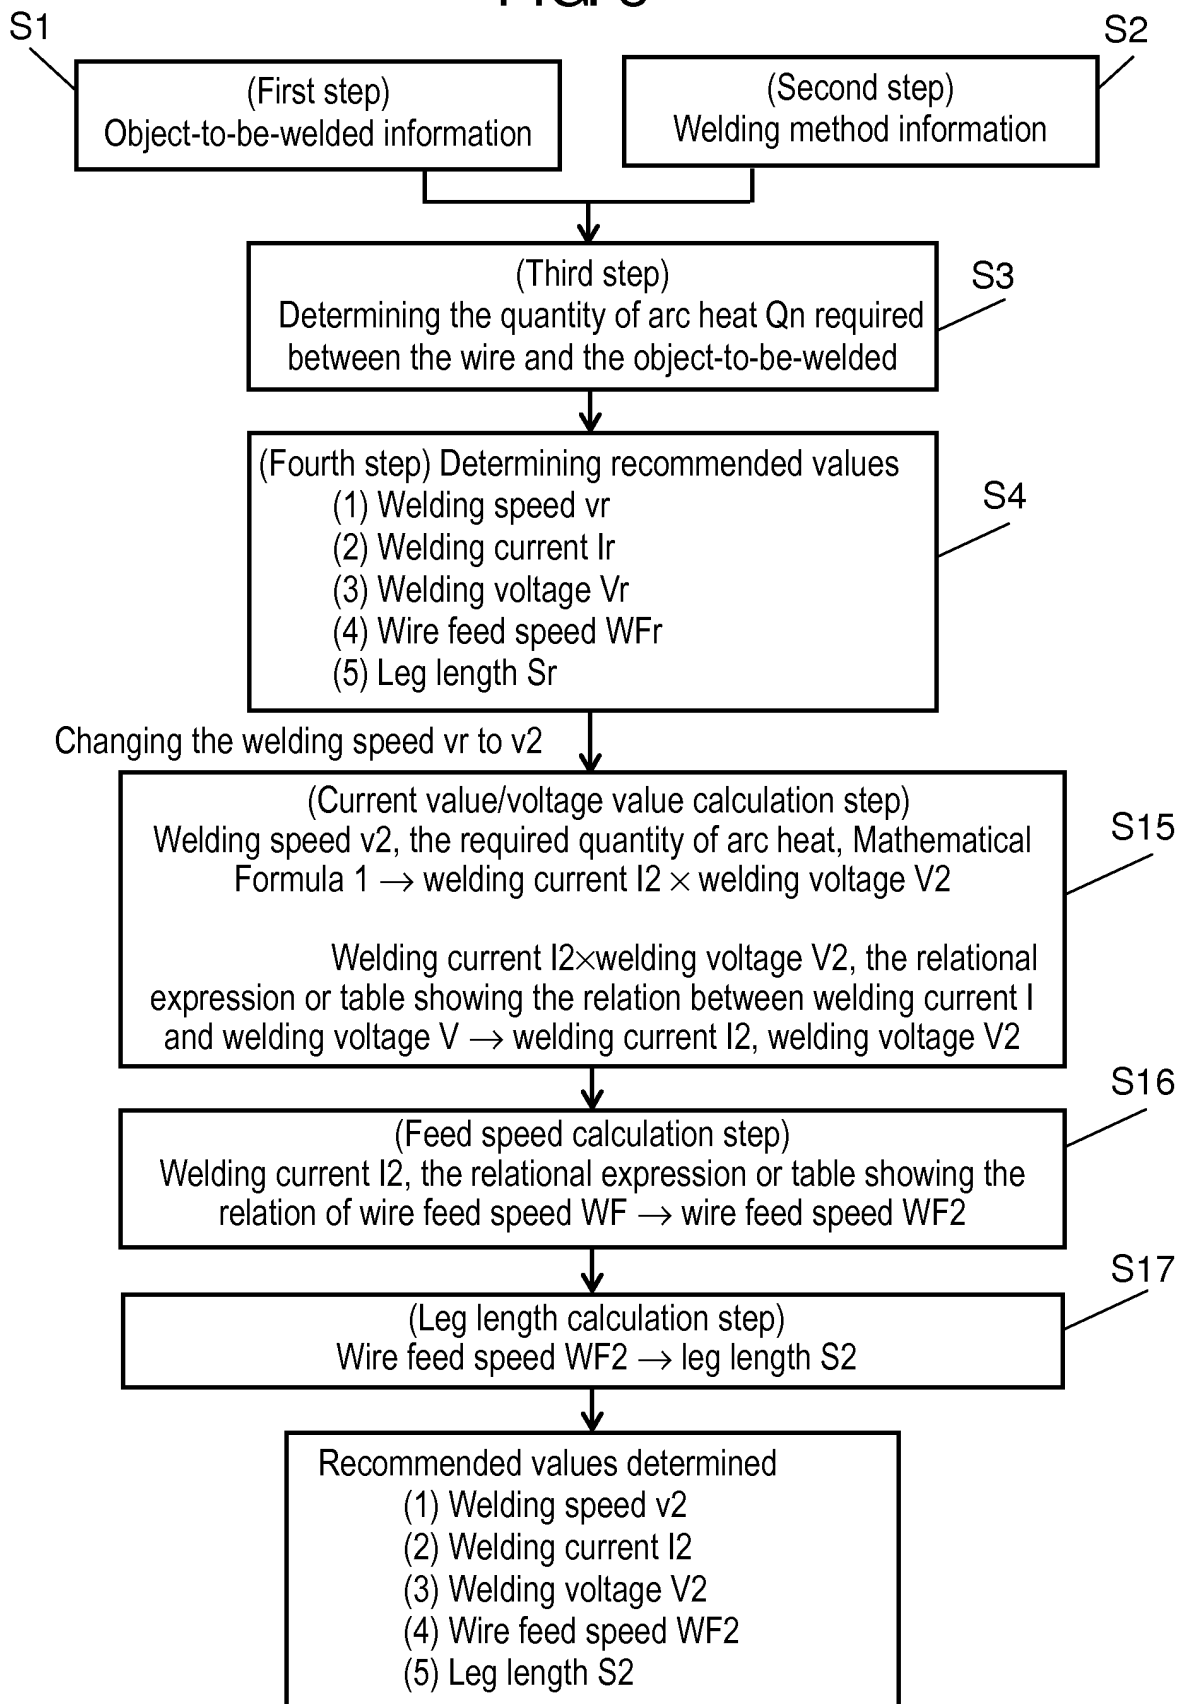 S1
S2
(First step)
Object-to-be-welded information
(Second step)
Welding method information
(Third step)
Determining the quantity of arc heat Qn required
between the wire and the object-to-be-welded
S3
(Fourth step) Determining recommended values
(1) Welding speed vr
(2) Welding current Ir
(3) Welding voltage Vr
(4) Wire feed speed WFr
(5) Leg length Sr
S4
Changing the welding speed vr to v2
(Current value/voltage value calculation step)
Welding speed v2, the required quantity of arc heat, Mathematical
Formula 1 → welding current I2 × welding voltage V2
Welding current I2×welding voltage V2, the relational
expression or table showing the relation between welding current I
and welding voltage V → welding current I2, welding voltage V2
S15
(Feed speed calculation step)
Welding current I2, the relational expression or table showing the
relation of wire feed speed WF → wire feed speed WF2
S16
(Leg length calculation step)
Wire feed speed WF2 → leg length S2
S17
Recommended values determined
(1) Welding speed v2
(2) Welding current I2
(3) Welding voltage V2
(4) Wire feed speed WF2
(5) Leg length S2